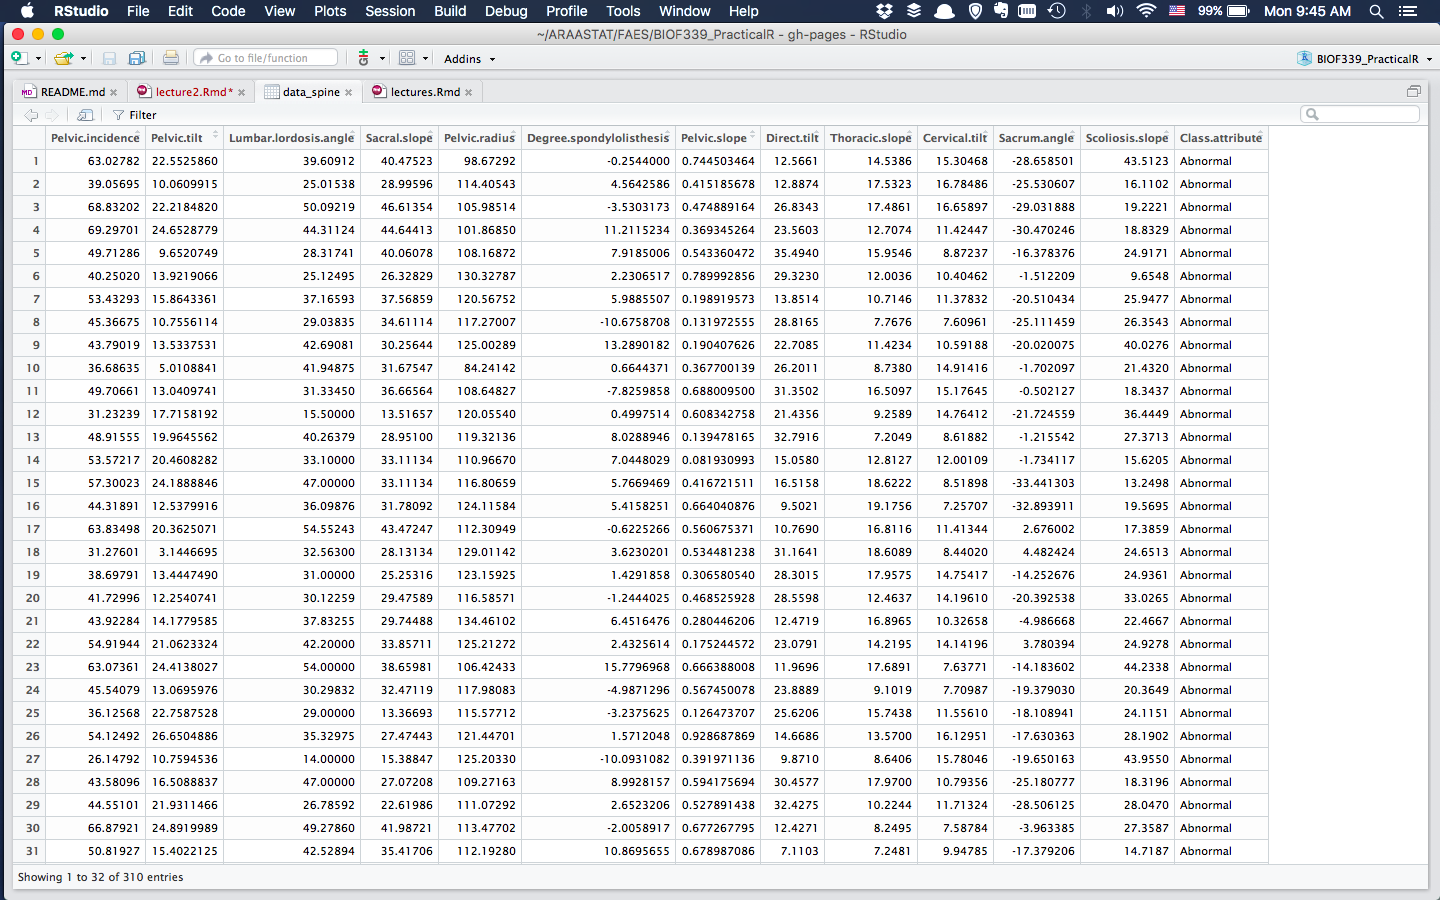 RStudio File Edit Code View Plots Session Build Debug Profile Tools Window Help 99% Mon 9:45 AM
~/ARAASTAT/FAES/BIOF339_PracticalR - gh-pages - RStudio
Go to file/function Addins BIOF339_PracticalR
MD README.md lecture2.Rmd* data_spine lectures.Rmd
Filter
Pelvic.incidence Pelvic.tilt Lumbar.lordosis.angle Sacral.slope Pelvic.radius Degree.spondylolisthesis Pelvic.slope Direct.tilt Thoracic.slope Cervical.tilt Sacrum.angle Scoliosis.slope Class.attribute
1 63.02782 22.5525860 39.60912 40.47523 98.67292 -0.2544000 0.744503464 12.5661 14.5386 15.30468 -28.658501 43.5123 Abnormal
2 39.05695 10.0609915 25.01538 28.99596 114.40543 4.5642586 0.415185678 12.8874 17.5323 16.78486 -25.530607 16.1102 Abnormal
3 68.83202 22.2184820 50.09219 46.61354 105.98514 -3.5303173 0.474889164 26.8343 17.4861 16.65897 -29.031888 19.2221 Abnormal
4 69.29701 24.6528779 44.31124 44.64413 101.86850 11.2115234 0.369345264 23.5603 12.7074 11.42447 -30.470246 18.8329 Abnormal
5 49.71286 9.6520749 28.31741 40.06078 108.16872 7.9185006 0.543360472 35.4940 15.9546 8.87237 -16.378376 24.9171 Abnormal
6 40.25020 13.9219066 25.12495 26.32829 130.32787 2.2306517 0.789992856 29.3230 12.0036 10.40462 -1.512209 9.6548 Abnormal
7 53.43293 15.8643361 37.16593 37.56859 120.56752 5.9885507 0.198919573 13.8514 10.7146 11.37832 -20.510434 25.9477 Abnormal
8 45.36675 10.7556114 29.03835 34.61114 117.27007 -10.6758708 0.131972555 28.8165 7.7676 7.60961 -25.111459 26.3543 Abnormal
9 43.79019 13.5337531 42.69081 30.25644 125.00289 13.2890182 0.190407626 22.7085 11.4234 10.59188 -20.020075 40.0276 Abnormal
10 36.68635 5.0108841 41.94875 31.67547 84.24142 0.6644371 0.367700139 26.2011 8.7380 14.91416 -1.702097 21.4320 Abnormal
11 49.70661 13.0409741 31.33450 36.66564 108.64827 -7.8259858 0.688009500 31.3502 16.5097 15.17645 -0.502127 18.3437 Abnormal
12 31.23239 17.7158192 15.50000 13.51657 120.05540 0.4997514 0.608342758 21.4356 9.2589 14.76412 -21.724559 36.4449 Abnormal
13 48.91555 19.9645562 40.26379 28.95100 119.32136 8.0288946 0.139478165 32.7916 7.2049 8.61882 -1.215542 27.3713 Abnormal
14 53.57217 20.4608282 33.10000 33.11134 110.96670 7.0448029 0.081930993 15.0580 12.8127 12.00109 -1.734117 15.6205 Abnormal
15 57.30023 24.1888846 47.00000 33.11134 116.80659 5.7669469 0.416721511 16.5158 18.6222 8.51898 -33.441303 13.2498 Abnormal
16 44.31891 12.5379916 36.09876 31.78092 124.11584 5.4158251 0.664040876 9.5021 19.1756 7.25707 -32.893911 19.5695 Abnormal
17 63.83498 20.3625071 54.55243 43.47247 112.30949 -0.6225266 0.560675371 10.7690 16.8116 11.41344 2.676002 17.3859 Abnormal
18 31.27601 3.1446695 32.56300 28.13134 129.01142 3.6230201 0.534481238 31.1641 18.6089 8.44020 4.482424 24.6513 Abnormal
19 38.69791 13.4447490 31.00000 25.25316 123.15925 1.4291858 0.306580540 28.3015 17.9575 14.75417 -14.252676 24.9361 Abnormal
20 41.72996 12.2540741 30.12259 29.47589 116.58571 -1.2444025 0.468525928 28.5598 12.4637 14.19610 -20.392538 33.0265 Abnormal
21 43.92284 14.1779585 37.83255 29.74488 134.46102 6.4516476 0.280446206 12.4719 16.8965 10.32658 -4.986668 22.4667 Abnormal
22 54.91944 21.0623324 42.20000 33.85711 125.21272 2.4325614 0.175244572 23.0791 14.2195 14.14196 3.780394 24.9278 Abnormal
23 63.07361 24.4138027 54.00000 38.65981 106.42433 15.7796968 0.666388008 11.9696 17.6891 7.63771 -14.183602 44.2338 Abnormal
24 45.54079 13.0695976 30.29832 32.47119 117.98083 -4.9871296 0.567450078 23.8889 9.1019 7.70987 -19.379030 20.3649 Abnormal
25 36.12568 22.7587528 29.00000 13.36693 115.57712 -3.2375625 0.126473707 25.6206 15.7438 11.55610 -18.108941 24.1151 Abnormal
26 54.12492 26.6504886 35.32975 27.47443 121.44701 1.5712048 0.928687869 14.6686 13.5700 16.12951 -17.630363 28.1902 Abnormal
27 26.14792 10.7594536 14.00000 15.38847 125.20330 -10.0931082 0.391971136 9.8710 8.6406 15.78046 -19.650163 43.9550 Abnormal
28 43.58096 16.5088837 47.00000 27.07208 109.27163 8.9928157 0.594175694 30.4577 17.9700 10.79356 -25.180777 18.3196 Abnormal
29 44.55101 21.9311466 26.78592 22.61986 111.07292 2.6523206 0.527891438 32.4275 10.2244 11.71324 -28.506125 28.0470 Abnormal
30 66.87921 24.8919989 49.27860 41.98721 113.47702 -2.0058917 0.677267795 12.4271 8.2495 7.58784 -3.963385 27.3587 Abnormal
31 50.81927 15.4022125 42.52894 35.41706 112.19280 10.8695655 0.678987086 7.1103 7.2481 9.94785 -17.379206 14.7187 Abnormal
Showing 1 to 32 of 310 entries